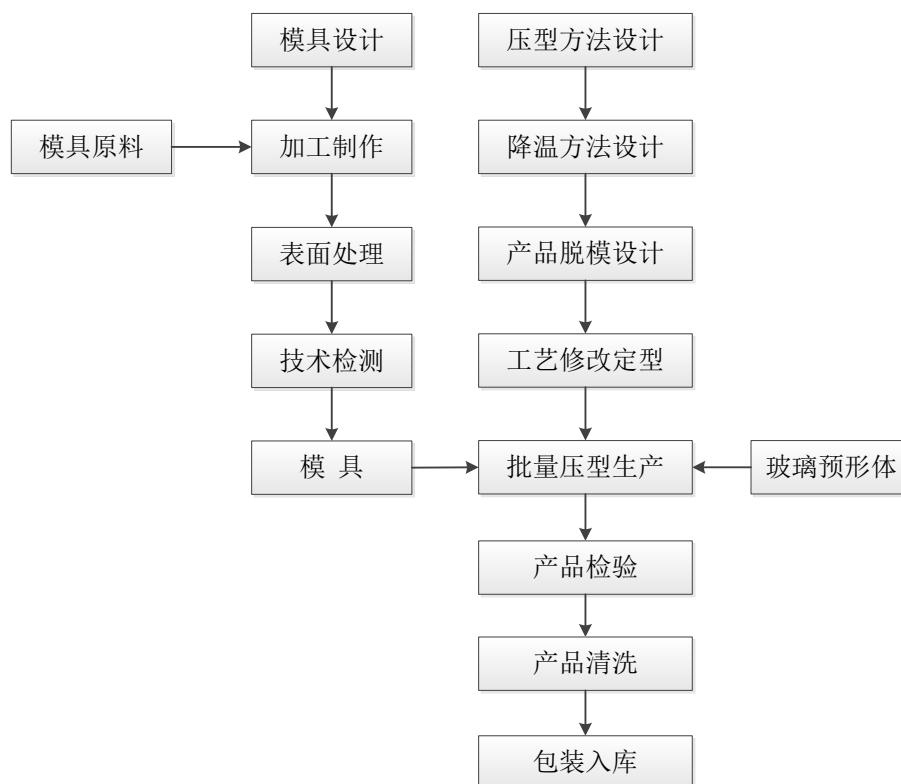 模具设计
压型方法设计
模具原料
加工制作
降温方法设计
表面处理
产品脱模设计
技术检测
工艺修改定型
模 具
批量压型生产
玻璃预形体
产品检验
产品清洗
包装入库